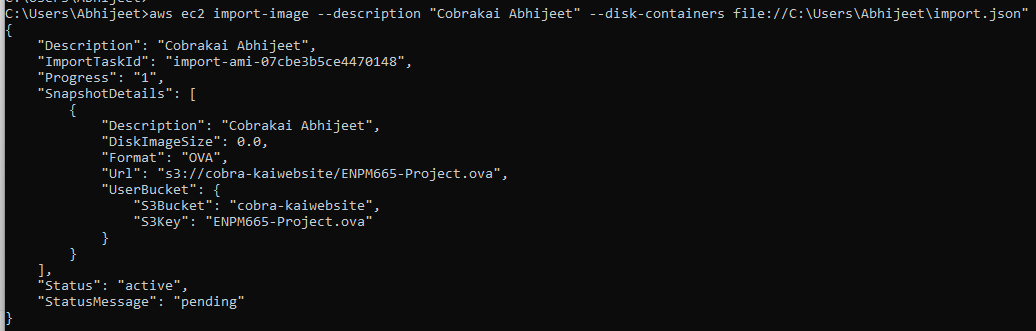 C:\Users\Abhijeet>aws ec2 import-image --description "Cobrakai Abhijeet" --disk-containers file://C:\Users\Abhijeet\import.json"
{
    "Description": "Cobrakai Abhijeet",
    "ImportTaskId": "import-ami-07cbe3b5ce4470148",
    "Progress": "1",
    "SnapshotDetails": [
        {
            "Description": "Cobrakai Abhijeet",
            "DiskImageSize": 0.0,
            "Format": "OVA",
            "Url": "s3://cobra-kaiwebsite/ENPM665-Project.ova",
            "UserBucket": {
                "S3Bucket": "cobra-kaiwebsite",
                "S3Key": "ENPM665-Project.ova"
            }
        }
    ],
    "Status": "active",
    "StatusMessage": "pending"
}